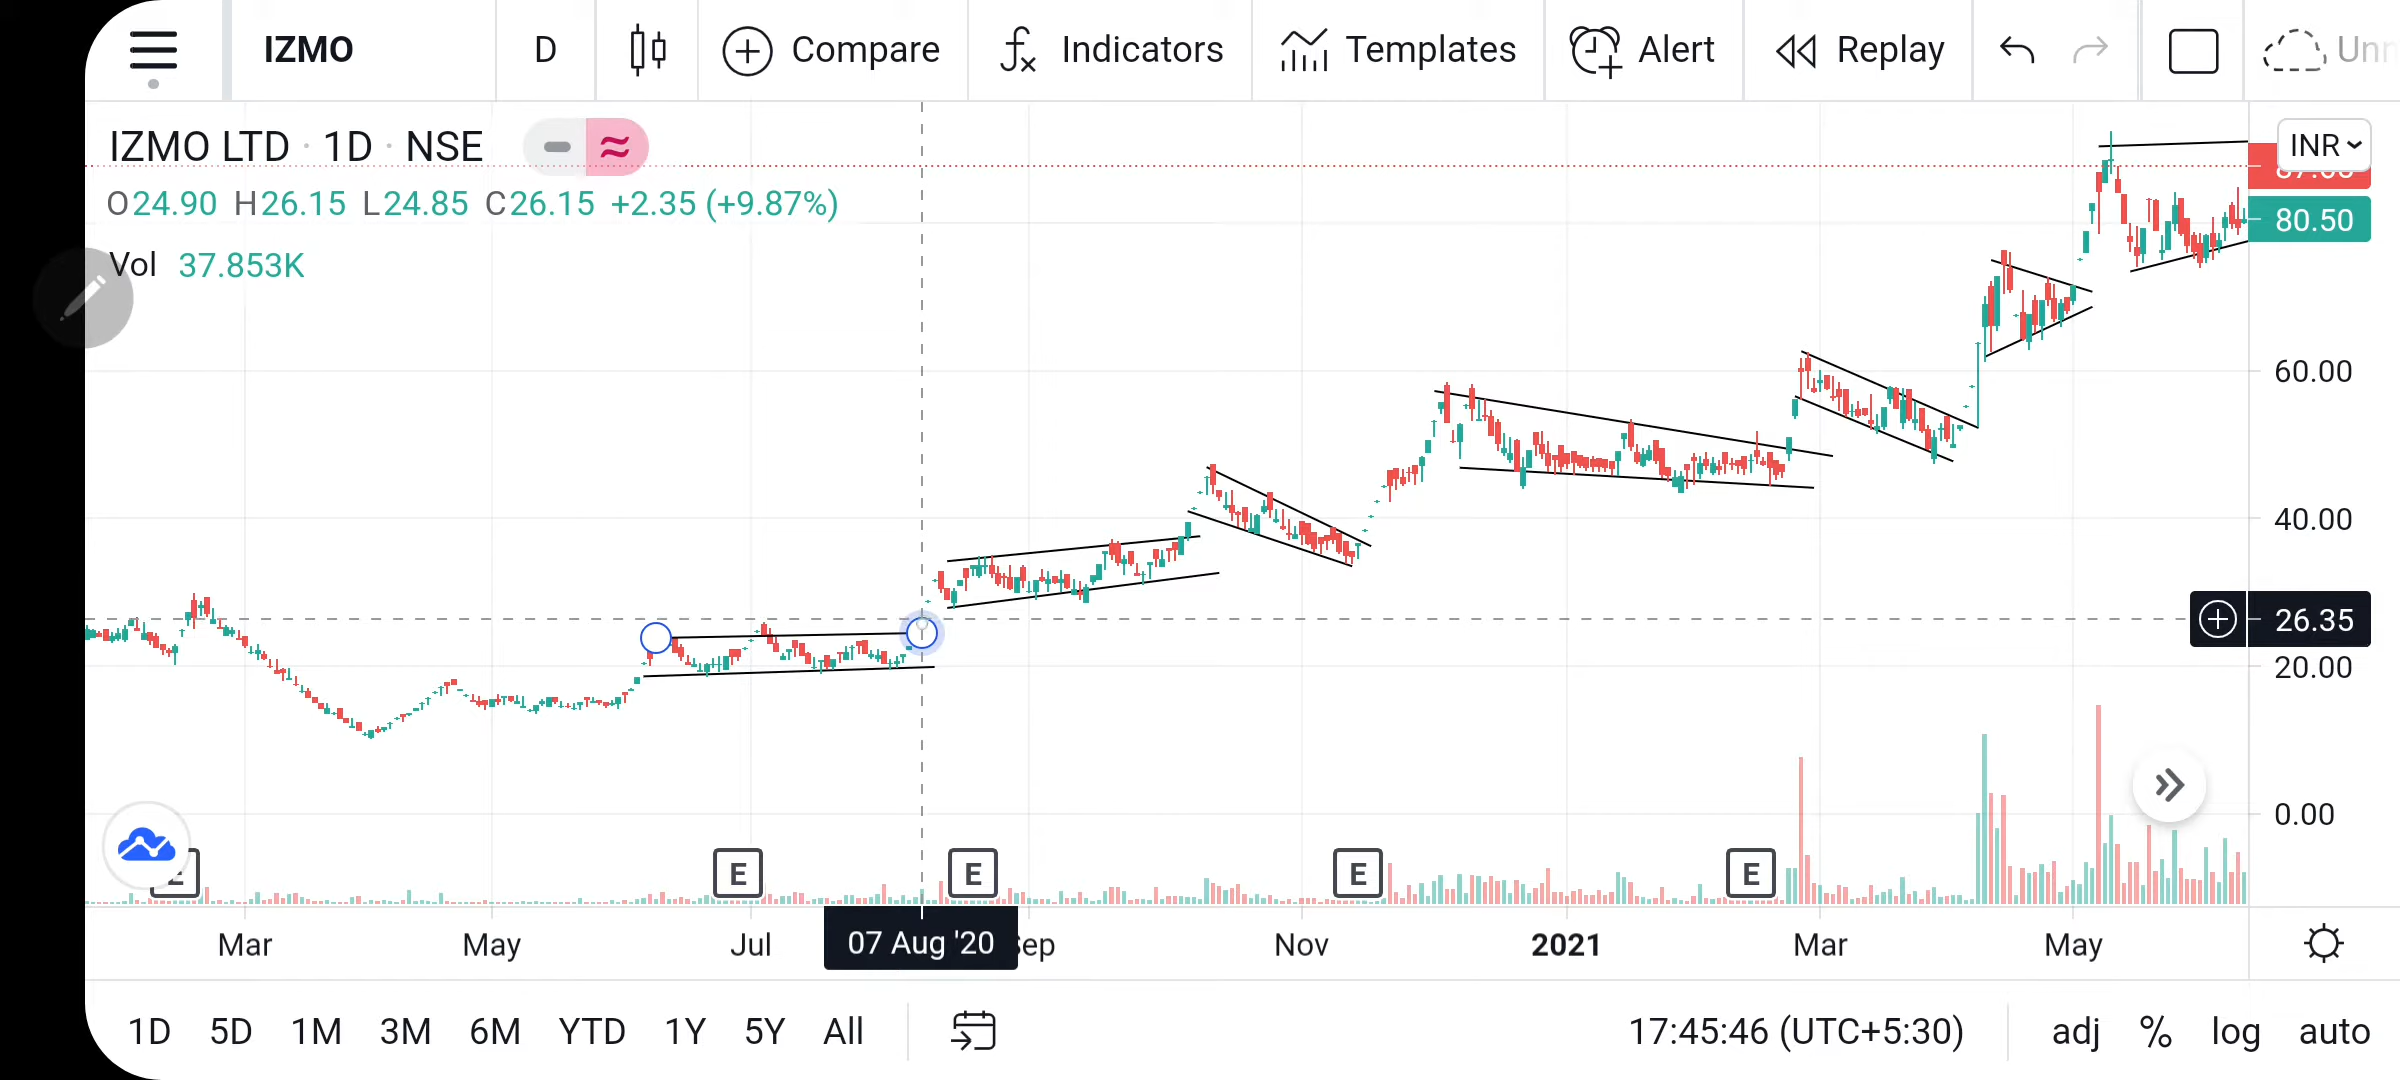 IZMO D Compare Indicators Templates Alert Replay
IZMO LTD · 1D · NSE
INR
O24.90 H26.15 L24.85 C26.15 +2.35 (+9.87%)
80.50
Vol 37.853K
60.00
40.00
26.35
20.00
0.00
E E E E E
Mar May Jul 07 Aug '20 Sep Nov 2021 Mar May
1D 5D 1M 3M 6M YTD 1Y 5Y All 17:45:46 (UTC+5:30) adj % log auto